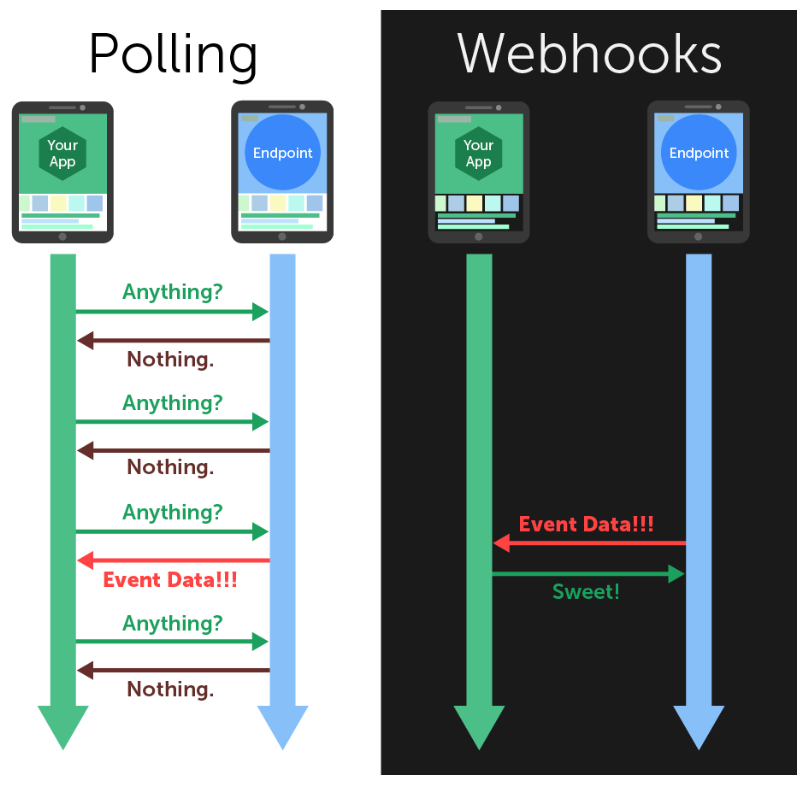 Polling
Your
App
Endpoint
Anything?
Nothing.
Anything?
Nothing.
Anything?
Event Data!!!
Anything?
Nothing.
Webhooks
Your
App
Endpoint
Event Data!!!
Sweet!